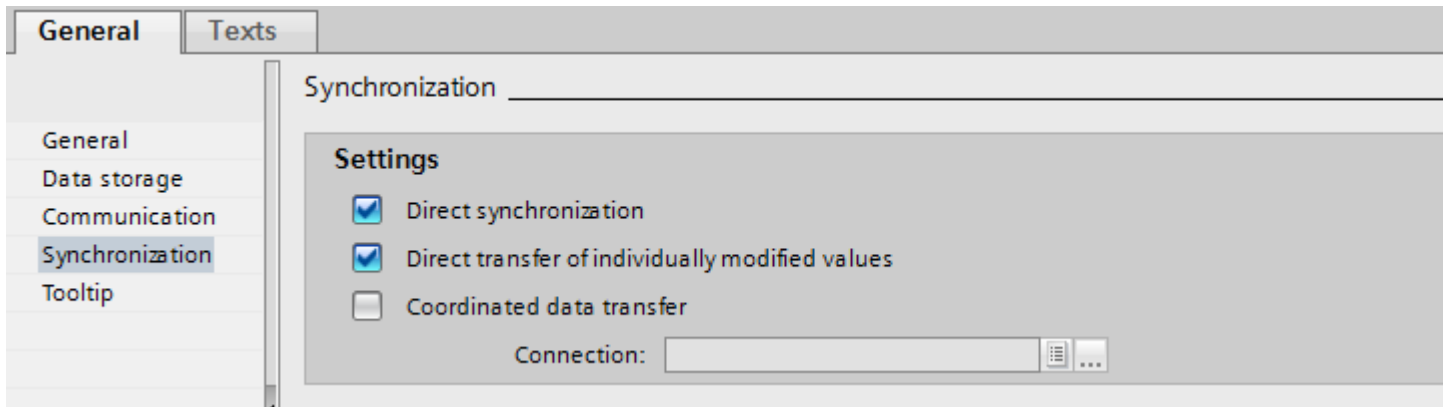 General Texts
Synchronization
General
Data storage
Communication
Synchronization
Tooltip
Settings
Direct synchronization
Direct transfer of individually modified values
Coordinated data transfer
Connection:
...